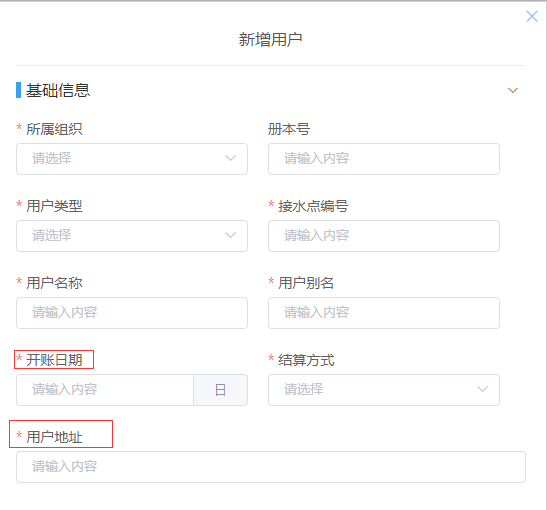 新增用户
基础信息
* 所属组织 册本号
请选择 请输入内容
* 用户类型 * 接水点编号
请选择 请输入内容
* 用户名称 * 用户别名
请输入内容 请输入内容
* 开账日期 * 结算方式
请输入内容 日 请选择
* 用户地址
请输入内容